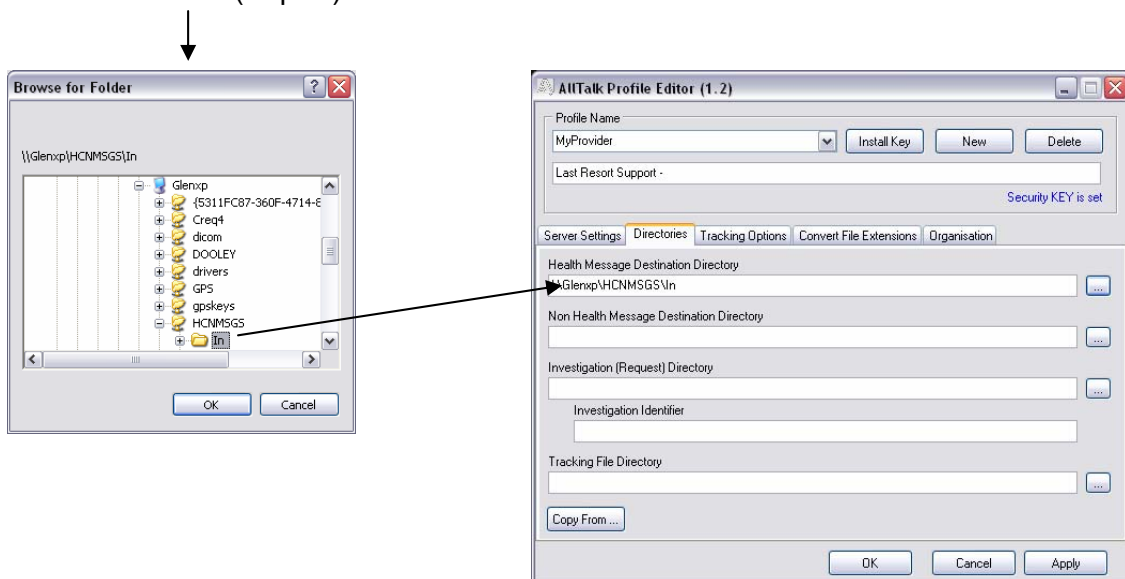 Browse for Folder
\\Glenxp\HCNMSGS\In
Glenxp
{5311FC87-360F-4714-8
Creq4
dicom
DOOLEY
drivers
GPS
gpskeys
HCNMSGS
In
OK Cancel
AllTalk Profile Editor (1.2)
Profile Name
MyProvider Install Key New Delete
Last Resort Support -
Security KEY is set
Server Settings Directories Tracking Options Convert File Extensions Organisation
Health Message Destination Directory
\\Glenxp\HCNMSGS\In ...
Non Health Message Destination Directory
...
Investigation (Request) Directory
...
Investigation Identifier
Tracking File Directory
...
Copy From ...
OK Cancel Apply